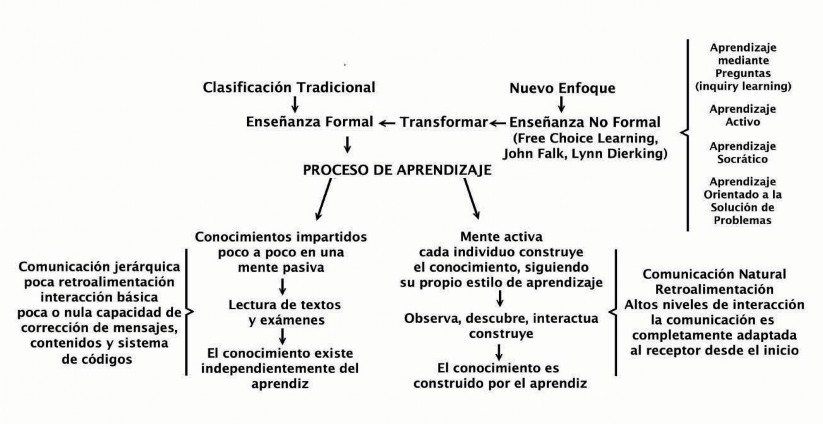 Clasificación Tradicional
Enseñanza Formal
Transformar
Nuevo Enfoque
Enseñanza No Formal
(Free Choice Learning,
John Falk, Lynn Dierking)
Aprendizaje
mediante
Preguntas
(inquiry learning)
Aprendizaje
Activo
Aprendizaje
Socrático
Aprendizaje
Orientado a la
Solución de
Problemas
PROCESO DE APRENDIZAJE
Comunicación jerárquica
poca retroalimentación
interacción básica
poca o nula capacidad de
corrección de mensajes,
contenidos y sistema
de códigos
Conocimientos impartidos
poco a poco en una
mente pasiva
Lectura de textos
y exámenes
El conocimiento existe
independientemente del
aprendiz
Mente activa
cada individuo construye
el conocimiento, siguiendo
su propio estilo de aprendizaje
Observa, descubre, interactua
construye
El conocimiento es
construido por el aprendiz
Comunicación Natural
Retroalimentación
Altos niveles de interacción
la comunicación es
completamente adaptada
al receptor desde el inicio